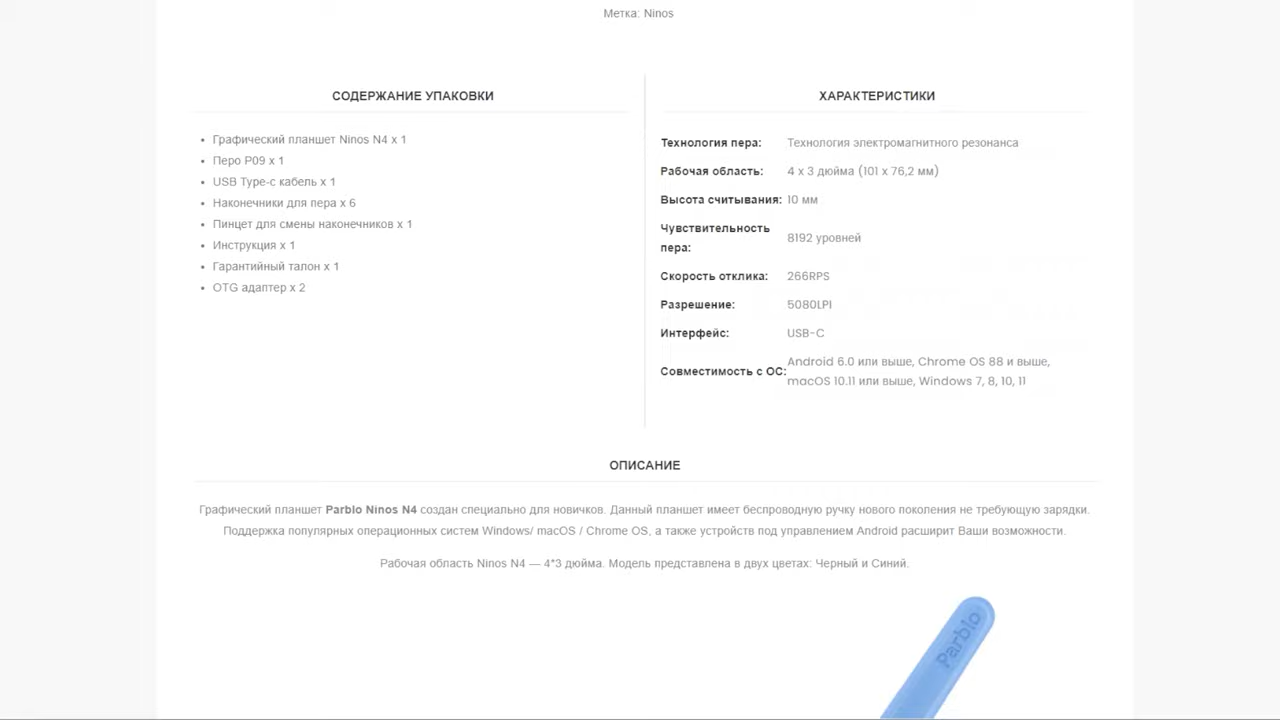 Метка: Ninos
СОДЕРЖАНИЕ УПАКОВКИ
Графический планшет Ninos N4 x 1
Перо P09 x 1
USB Type-c кабель x 1
Наконечники для пера x 6
Пинцет для смены наконечников x 1
Инструкция x 1
Гарантийный талон x 1
OTG адаптер x 2
ХАРАКТЕРИСТИКИ
Технология пера: Технология электромагнитного резонанса
Рабочая область: 4 x 3 дюйма (101 x 76,2 мм)
Высота считывания: 10 мм
Чувствительность
пера: 8192 уровней
Скорость отклика: 266RPS
Разрешение: 5080LPI
Интерфейс: USB-C
Совместимость с ОС: Android 6.0 или выше, Chrome OS 88 и выше,
macOS 10.11 или выше, Windows 7, 8, 10, 11
ОПИСАНИЕ
Графический планшет Parblo Ninos N4 создан специально для новичков. Данный планшет имеет беспроводную ручку нового поколения не требующую зарядки.
Поддержка популярных операционных систем Windows/ macOS / Chrome OS, а также устройств под управлением Android расширит Ваши возможности.
Рабочая область Ninos N4 — 4*3 дюйма. Модель представлена в двух цветах: Черный и Синий.
Parblo